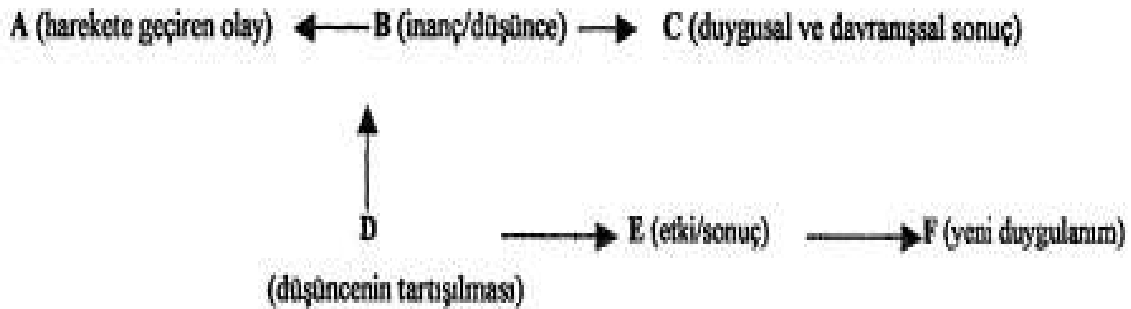 A (harekete geçiren olay) B (inanç/düşünce) C (duygusal ve davranışsal sonuç)
D E (etki/sonuç) F (yeni duygulanım)
(düşüncenin tartışılması)